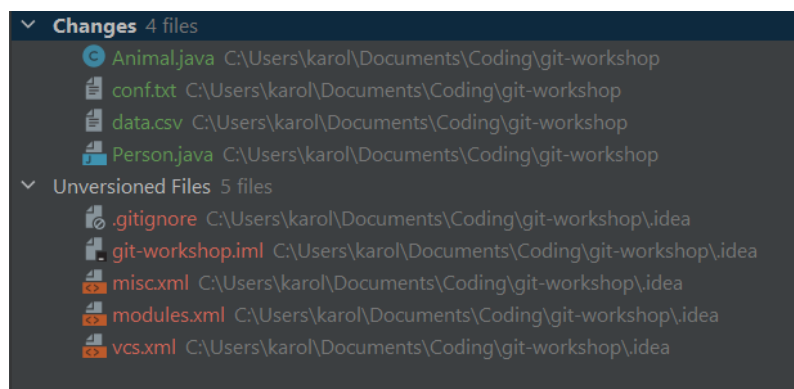 Changes 4 files
Animal.java C:\Users\karol\Documents\Coding\git-workshop
conf.txt C:\Users\karol\Documents\Coding\git-workshop
data.csv C:\Users\karol\Documents\Coding\git-workshop
Person.java C:\Users\karol\Documents\Coding\git-workshop
Unversioned Files 5 files
.gitignore C:\Users\karol\Documents\Coding\git-workshop\.idea
git-workshop.iml C:\Users\karol\Documents\Coding\git-workshop\.idea
misc.xml C:\Users\karol\Documents\Coding\git-workshop\.idea
modules.xml C:\Users\karol\Documents\Coding\git-workshop\.idea
vcs.xml C:\Users\karol\Documents\Coding\git-workshop\.idea